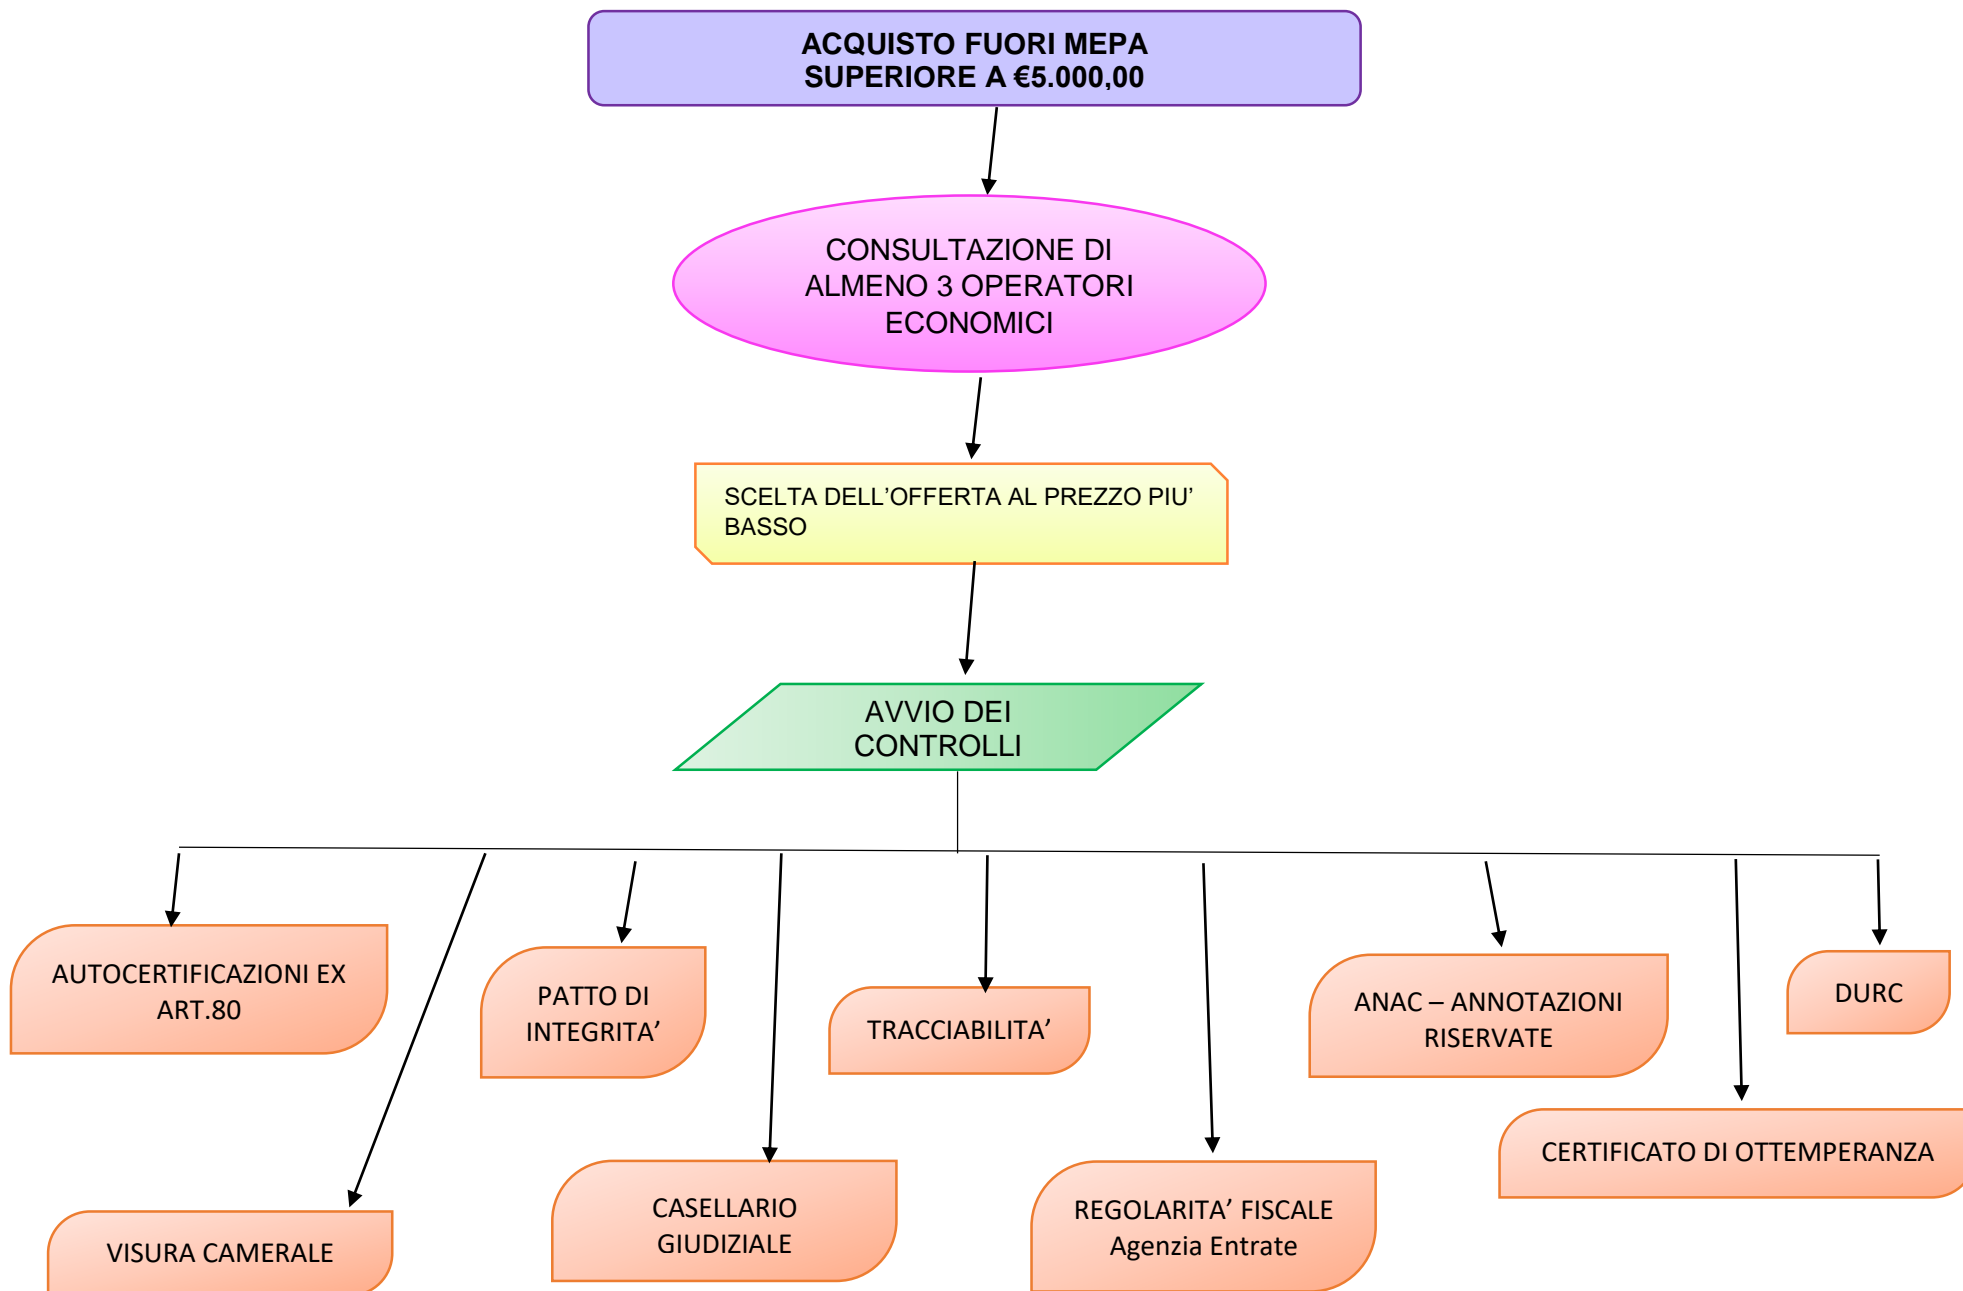 ACQUISTO FUORI MEPA
SUPERIORE A €5.000,00
CONSULTAZIONE DI
ALMENO 3 OPERATORI
ECONOMICI
SCELTA DELL’OFFERTA AL PREZZO PIU’
BASSO
AVVIO DEI
CONTROLLI
AUTOCERTIFICAZIONI EX
ART.80
PATTO DI
INTEGRITA’
TRACCIABILITA’
ANAC – ANNOTAZIONI
RISERVATE
DURC
VISURA CAMERALE
CASELLARIO
GIUDIZIALE
REGOLARITA’ FISCALE
Agenzia Entrate
CERTIFICATO DI OTTEMPERANZA